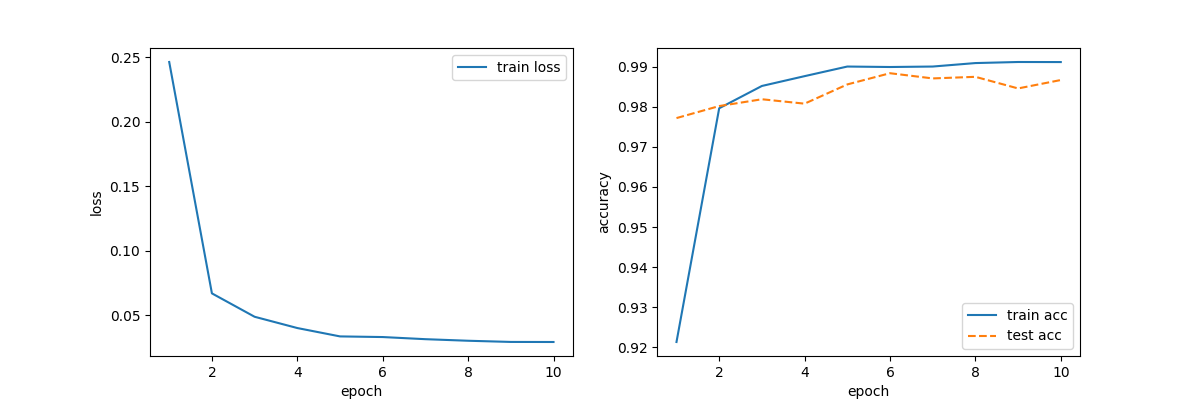 0.25
0.20
0.15
0.10
0.05
loss
2 4 6 8 10
epoch
train loss
0.99
0.98
0.97
0.96
0.95
0.94
0.93
0.92
accuracy
2 4 6 8 10
epoch
train acc
test acc